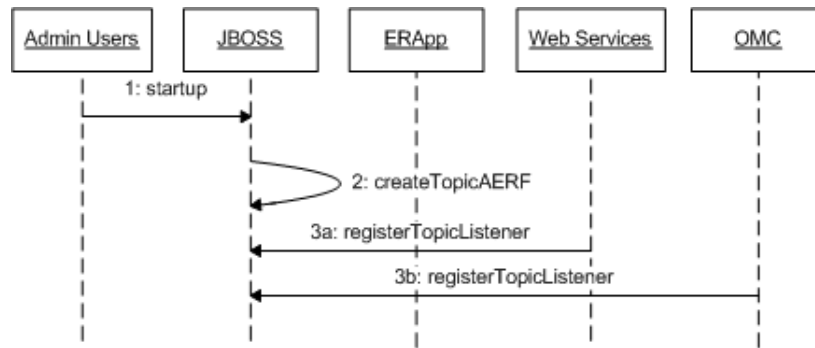 Admin Users
JBOSS
ERApp
Web Services
OMC
1: startup
2: createTopicAERF
3a: registerTopicListener
3b: registerTopicListener